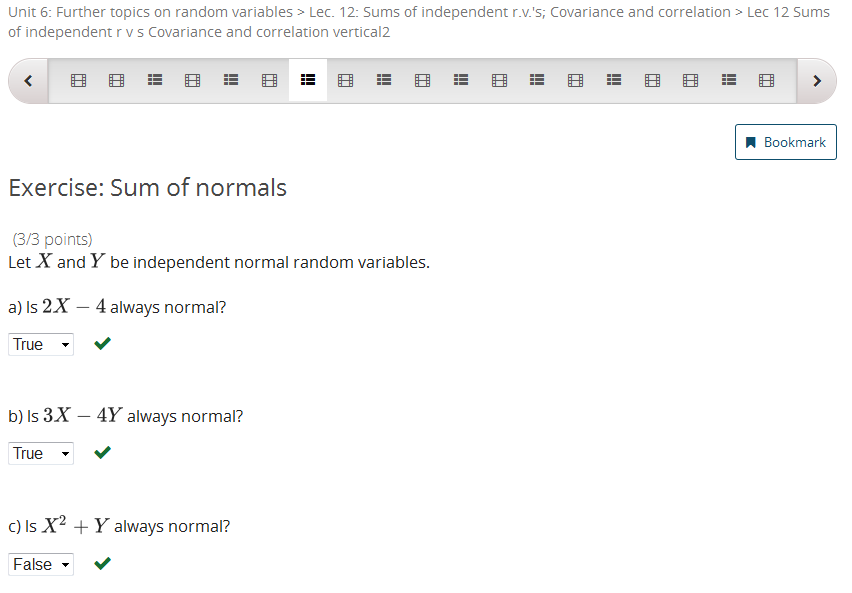 Unit 6: Further topics on random variables > Lec. 12: Sums of independent r.v.'s; Covariance and correlation > Lec 12 Sums
of independent r v s Covariance and correlation vertical2
Bookmark
Exercise: Sum of normals
(3/3 points)
Let X and Y be independent normal random variables.
a) Is 2X − 4 always normal?
True
b) Is 3X − 4Y always normal?
True
c) Is X² + Y always normal?
False